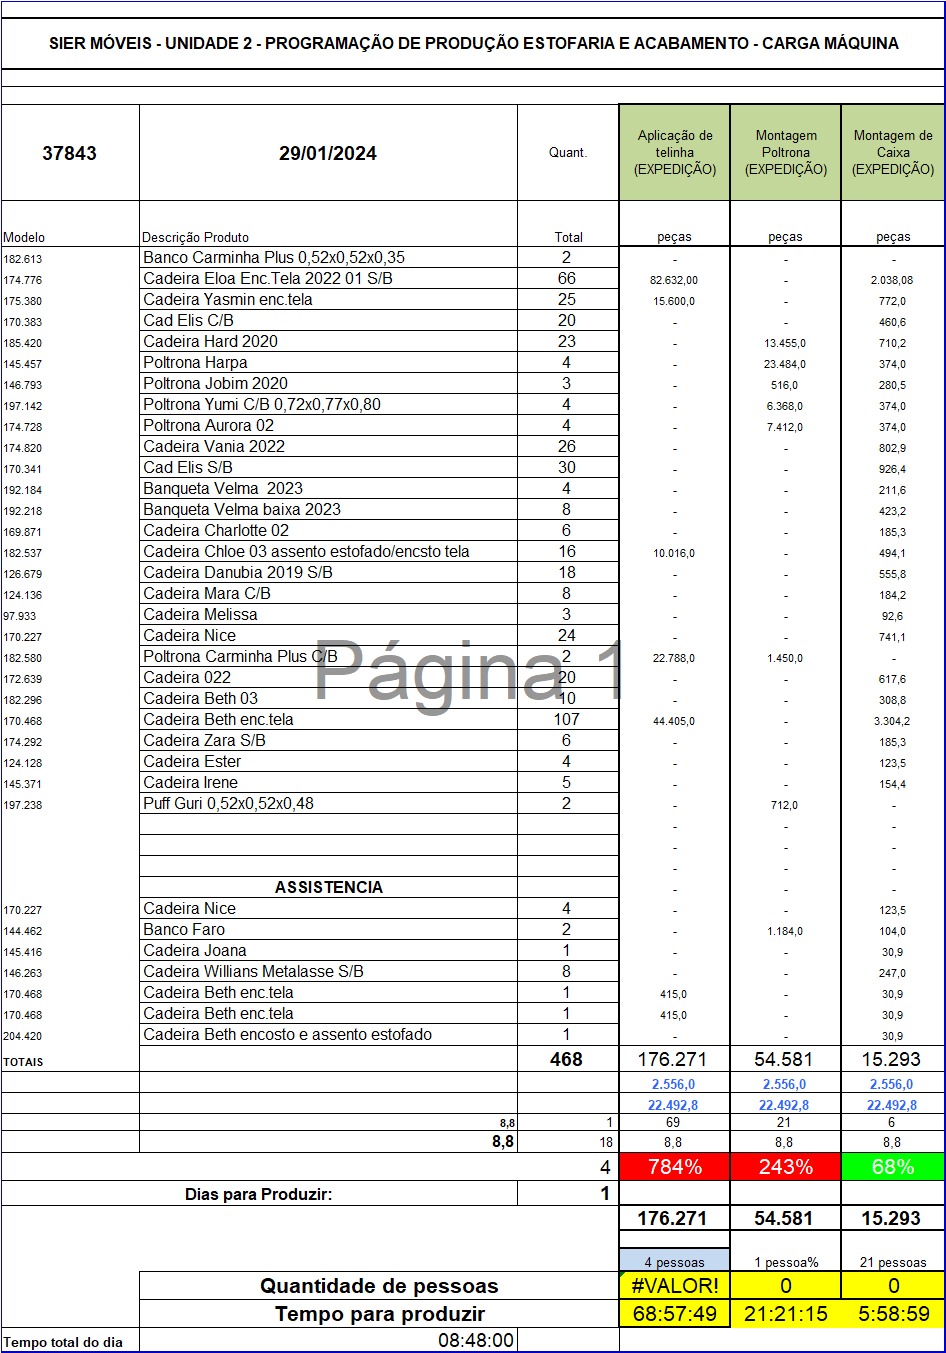 SIER MÓVEIS - UNIDADE 2 - PROGRAMAÇÃO DE PRODUÇÃO ESTOFARIA E ACABAMENTO - CARGA MÁQUINA
37843 29/01/2024 Quant. Aplicação de telinha (EXPEDIÇÃO) Montagem Poltrona (EXPEDIÇÃO) Montagem de Caixa (EXPEDIÇÃO)
Modelo Descrição Produto Total peças peças peças
182.613 Banco Carminha Plus 0,52x0,52x0,35 2 - - -
174.776 Cadeira Eloa Enc.Tela 2022 01 S/B 66 82.632,00 - 2.038,08
175.380 Cadeira Yasmin enc.tela 25 15.600,0 - 772,0
170.383 Cad Elis C/B 20 - - 460,6
185.420 Cadeira Hard 2020 23 - 13.455,0 710,2
145.457 Poltrona Harpa 4 - 23.484,0 374,0
146.793 Poltrona Jobim 2020 3 - 516,0 280,5
197.142 Poltrona Yumi C/B 0,72x0,77x0,80 4 - 6.368,0 374,0
174.728 Poltrona Aurora 02 4 - 7.412,0 374,0
174.820 Cadeira Vania 2022 26 - - 802,9
170.341 Cad Elis S/B 30 - - 926,4
192.184 Banqueta Velma 2023 4 - - 211,6
192.218 Banqueta Velma baixa 2023 8 - - 423,2
169.871 Cadeira Charlotte 02 6 - - 185,3
182.537 Cadeira Chloe 03 assento estofado/encsto tela 16 10.016,0 - 494,1
126.679 Cadeira Danubia 2019 S/B 18 - - 555,8
124.136 Cadeira Mara C/B 8 - - 184,2
97.933 Cadeira Melissa 3 - - 92,6
170.227 Cadeira Nice 24 - - 741,1
182.580 Poltrona Carminha Plus C/B 2 22.788,0 1.450,0 -
Página 1
172.639 Cadeira 022 20 - - 617,6
182.296 Cadeira Beth 03 10 - - 308,8
170.468 Cadeira Beth enc.tela 107 44.405,0 - 3.304,2
174.292 Cadeira Zara S/B 6 - - 185,3
124.128 Cadeira Ester 4 - - 123,5
145.371 Cadeira Irene 5 - - 154,4
197.238 Puff Guri 0,52x0,52x0,48 2 - 712,0 -
- - -
- - -
- - -
ASSISTENCIA - - -
170.227 Cadeira Nice 4 - - 123,5
144.462 Banco Faro 2 - 1.184,0 104,0
145.416 Cadeira Joana 1 - - 30,9
146.263 Cadeira Willians Metalasse S/B 8 - - 247,0
170.468 Cadeira Beth enc.tela 1 415,0 - 30,9
170.468 Cadeira Beth enc.tela 1 415,0 - 30,9
204.420 Cadeira Beth encosto e assento estofado 1 - - 30,9
TOTAIS 468 176.271 54.581 15.293
2.556,0 2.556,0 2.556,0
22.492,8 22.492,8 22.492,8
8,8 1 69 21 6
8,8 18 8,8 8,8 8,8
4 784% 243% 68%
Dias para Produzir: 1
176.271 54.581 15.293
4 pessoas 1 pessoa% 21 pessoas
Quantidade de pessoas #VALOR! 0 0
Tempo para produzir 68:57:49 21:21:15 5:58:59
Tempo total do dia 08:48:00